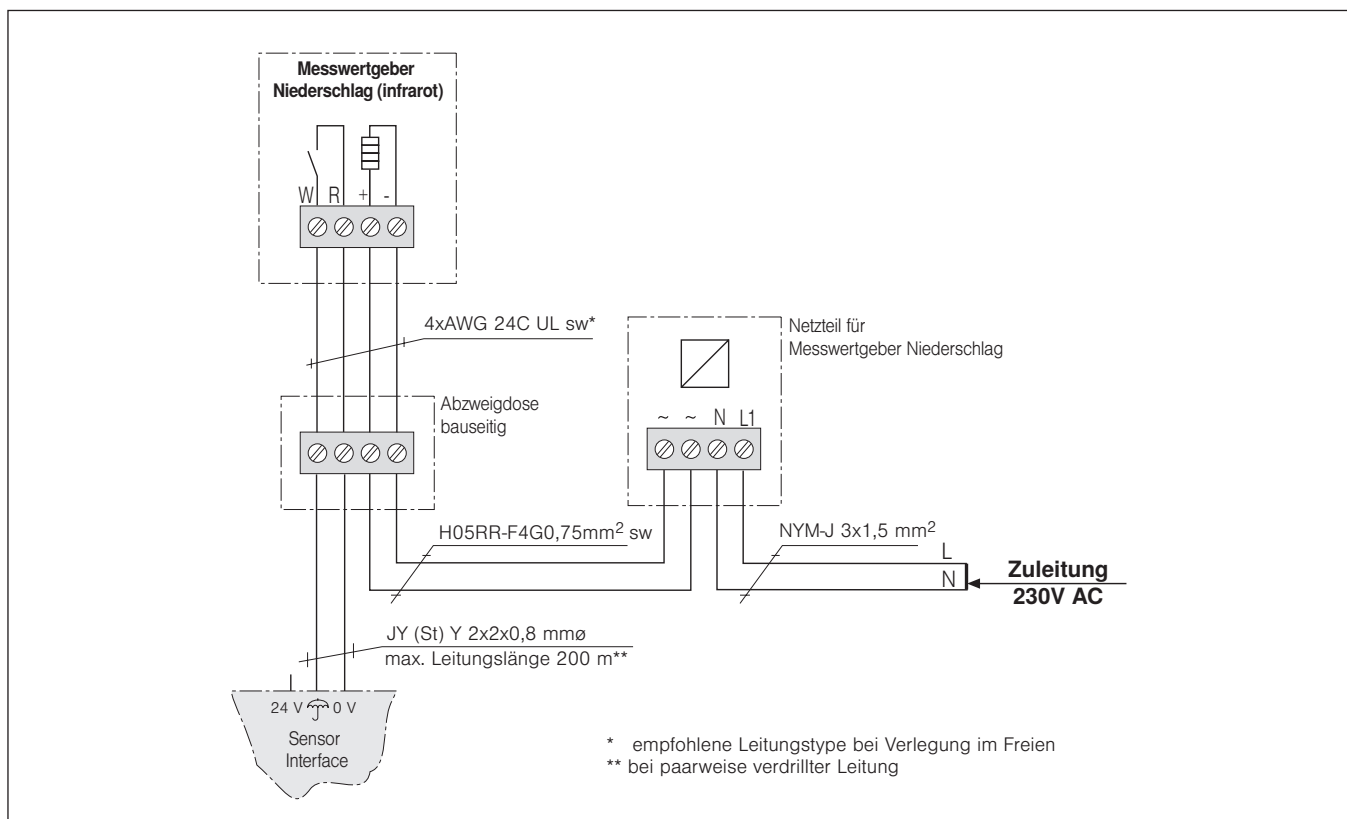 Messwertgeber
Niederschlag (infrarot)
W R + -
4xAWG 24C UL sw*
Netzteil für
Messwertgeber Niederschlag
Abzweigdose
bauseitig
~ ~ N L1
H05RR-F4G0,75mm² sw
NYM-J 3x1,5 mm²
L
N
Zuleitung
230V AC
JY (St) Y 2x2x0,8 mmø
max. Leitungslänge 200 m**
24 V 0 V
Sensor
Interface
* empfohlene Leitungstype bei Verlegung im Freien
** bei paarweise verdrillter Leitung